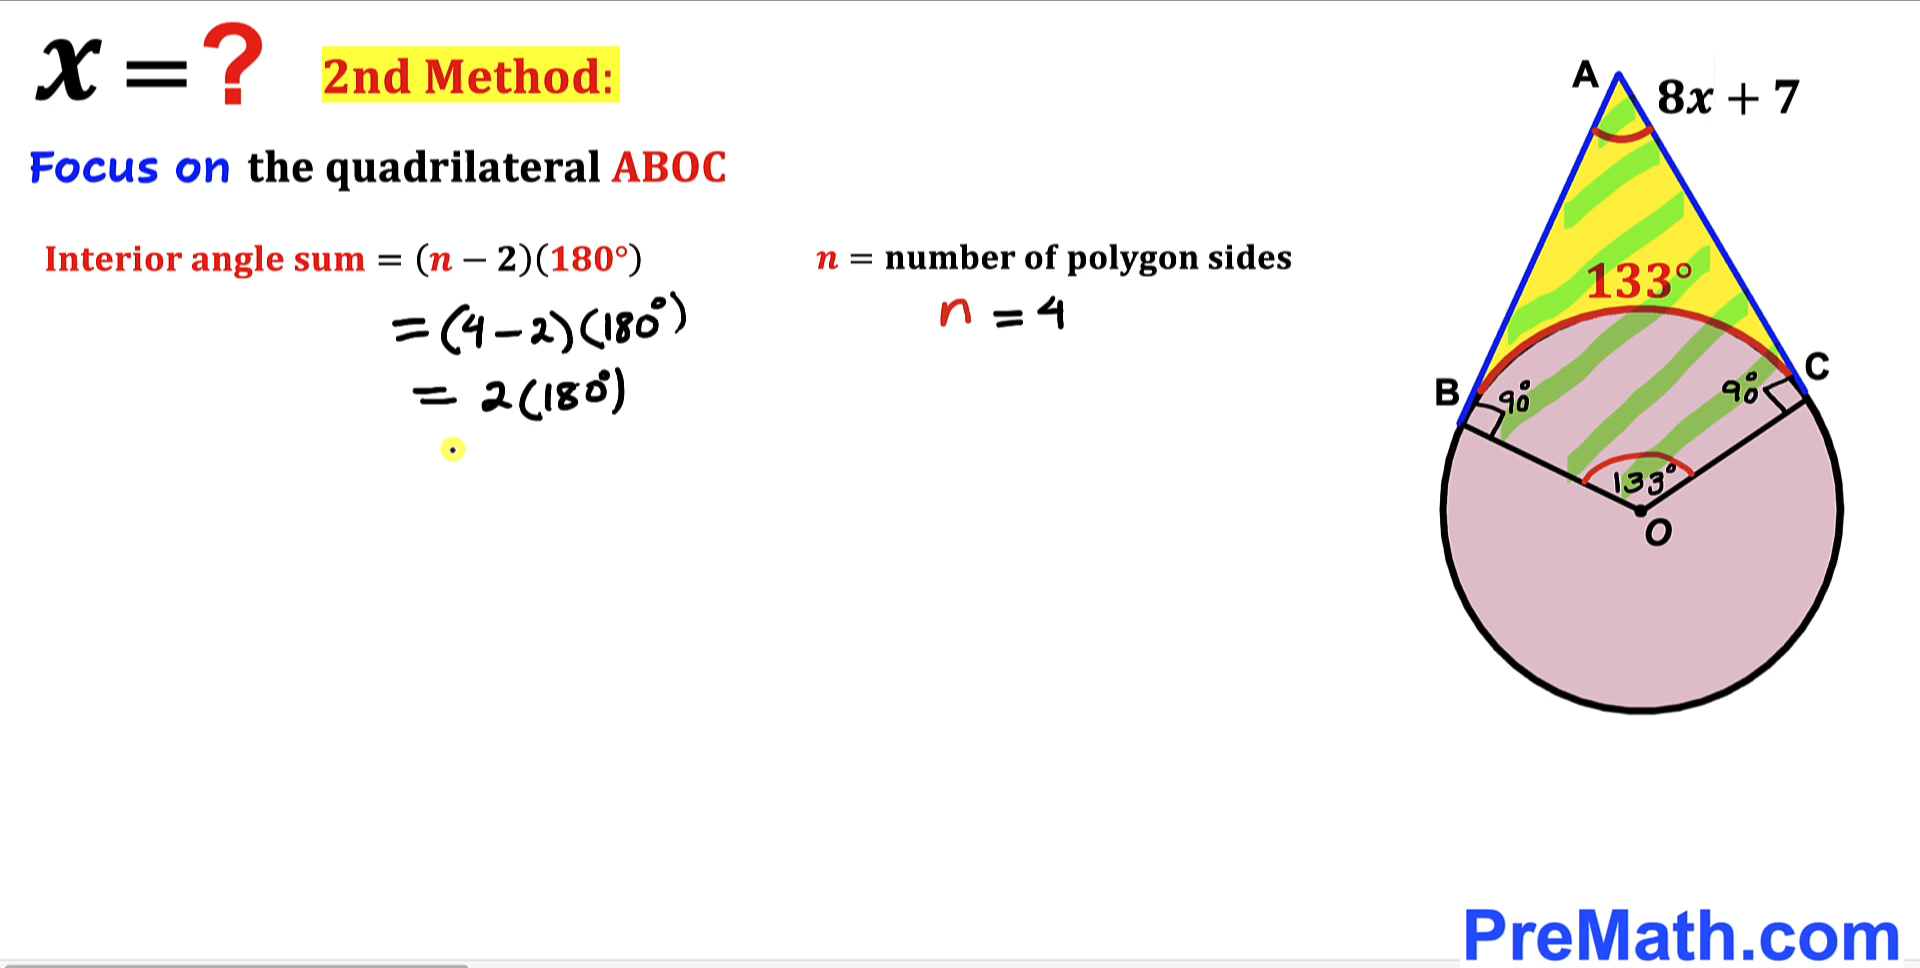 x = ? 2nd Method:
Focus on the quadrilateral ABOC
Interior angle sum = (n − 2)(180°)
n = number of polygon sides
= (4 − 2)(180°)
n = 4
= 2(180°)
A
8x + 7
133°
B
90°
90°
C
133°
O
PreMath.com